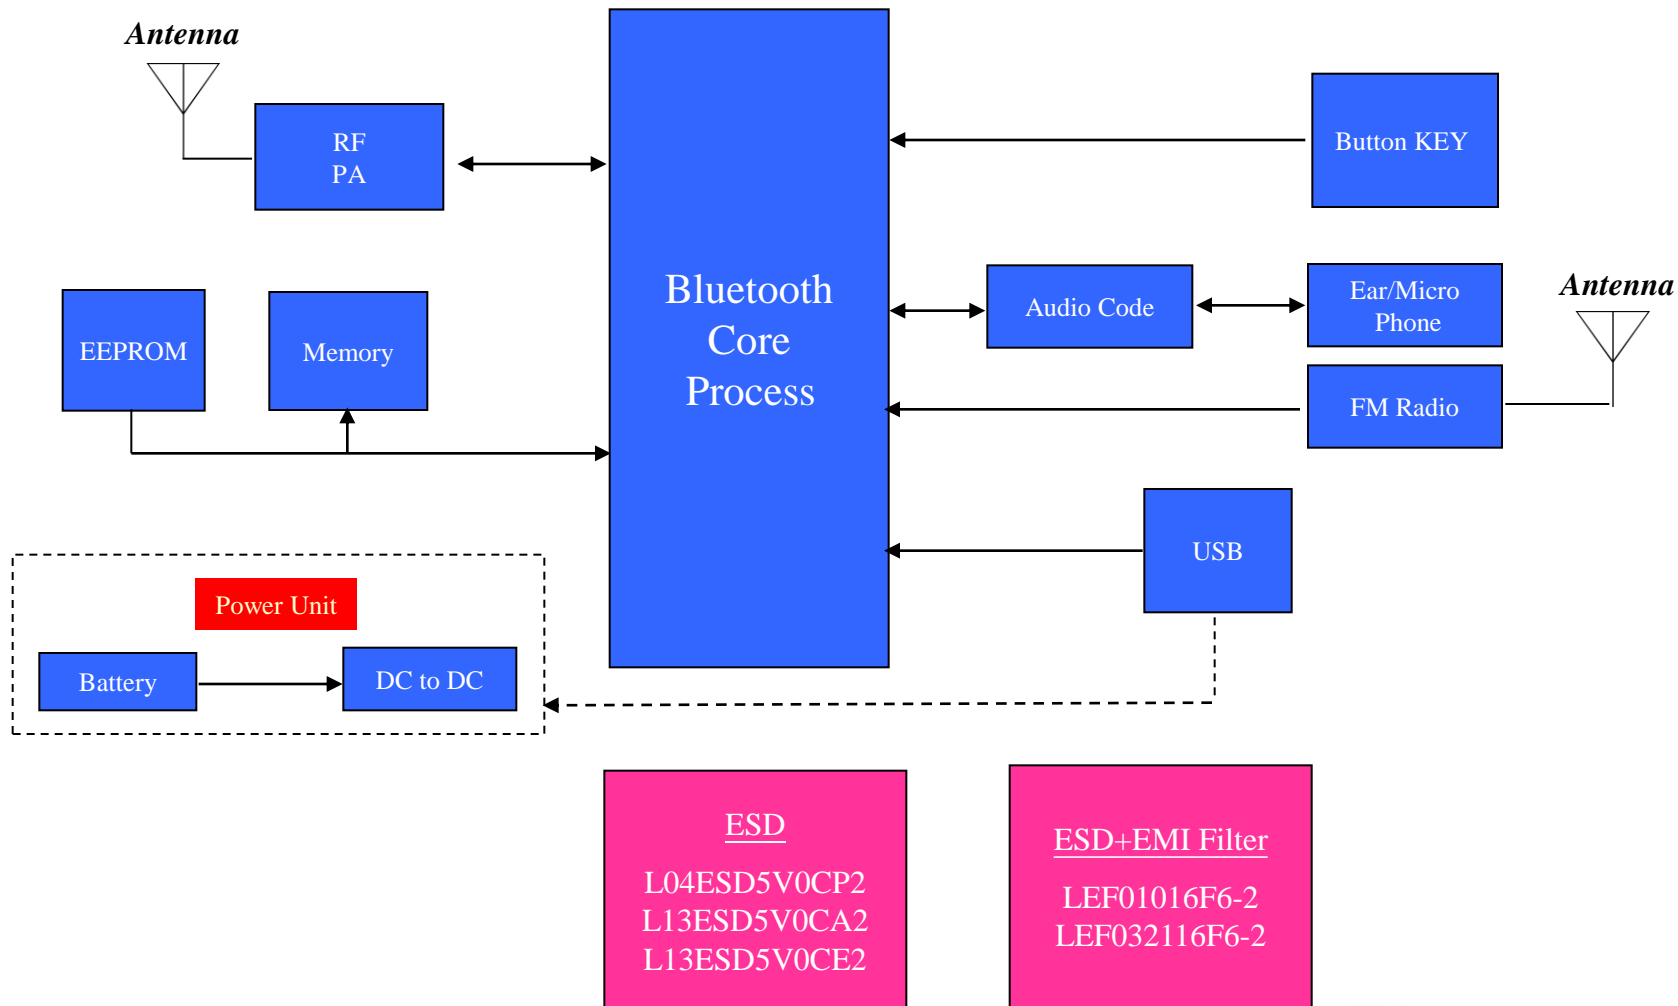 Antenna
RF
PA
Bluetooth
Core
Process
Button KEY
EEPROM
Memory
Audio Code
Ear/Micro
Phone
Antenna
FM Radio
USB
Power Unit
Battery
DC to DC
ESD
L04ESD5V0CP2
L13ESD5V0CA2
L13ESD5V0CE2
ESD+EMI Filter
LEF01016F6-2
LEF032116F6-2